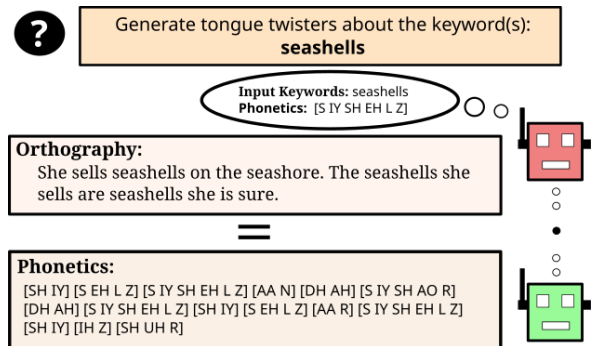 ?
Generate tongue twisters about the keyword(s):
seashells
Input Keywords: seashells
Phonetics: [S IY SH EH L Z]
Orthography:
She sells seashells on the seashore. The seashells she
sells are seashells she is sure.
=
Phonetics:
[SH IY] [S EH L Z] [S IY SH EH L Z] [AA N] [DH AH] [S IY SH AO R]
[DH AH] [S IY SH EH L Z] [SH IY] [S EH L Z] [AA R] [S IY SH EH L Z]
[SH IY] [IH Z] [SH UH R]